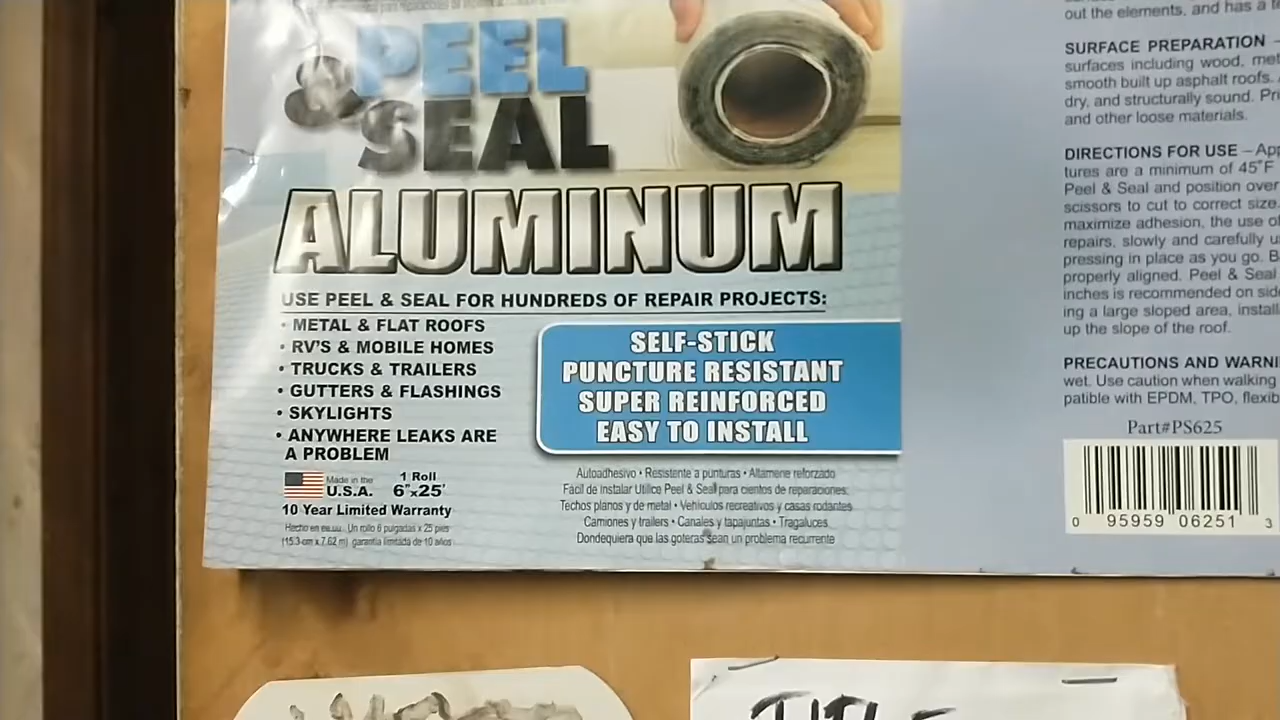 PEEL
& SEAL
ALUMINUM
USE PEEL & SEAL FOR HUNDREDS OF REPAIR PROJECTS:
• METAL & FLAT ROOFS
• RV'S & MOBILE HOMES
• TRUCKS & TRAILERS
• GUTTERS & FLASHINGS
• SKYLIGHTS
• ANYWHERE LEAKS ARE
A PROBLEM
SELF-STICK
PUNCTURE RESISTANT
SUPER REINFORCED
EASY TO INSTALL
Made in the
U.S.A.
1 Roll
6"x25'
10 Year Limited Warranty
Hecho en EE.UU. Un rollo 6 pulgadas x 25 pies
(15.3-cm x 7.62 m) garantía limitada de 10 años
Autoadhesivo • Resistente a punturas • Altamene reforzado
Fácil de Instalar Utilice Peel & Seal para cientos de reparaciones:
Techos planos y de metal • Vehículos recreativos y casas rodantes
Camiones y trailers • Canales y tapajuntas • Tragaluces
Dondequiera que las goteras sean un problema recurrente
out the elements, and has a
SURFACE PREPARATION –
surfaces including wood,
smooth built up asphalt roofs.
dry, and structurally sound.
and other loose materials.
DIRECTIONS FOR USE –
tures are a minimum of 45°F
Peel & Seal and position over
scissors to cut to correct size.
maximize adhesion, the use
repairs, slowly and carefully
pressing in place as you go.
properly aligned. Peel & Seal
inches is recommended on
ing a large sloped area, install
up the slope of the roof.
PRECAUTIONS AND
wet. Use caution when walking
patible with EPDM, TPO,
Part#PS625
0 95959 06251 3
TITLE